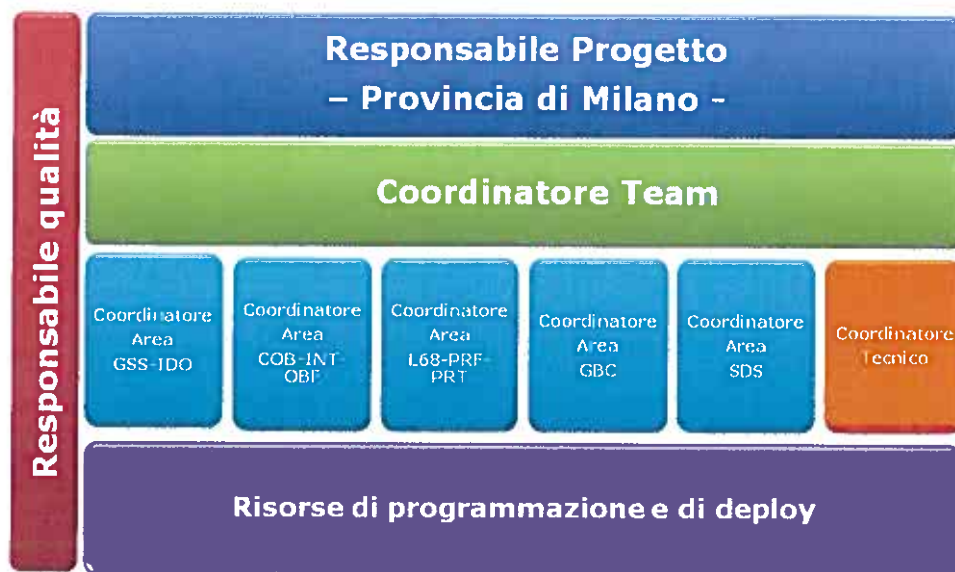 Responsabile qualità
Responsabile Progetto
– Provincia di Milano -
Coordinatore Team
Coordinatore
Area
GSS-IDO
Coordinatore
Area
COB-INT-
OBF
Coordinatore
Area
L68-PRF-
PRT
Coordinatore
Area
GBC
Coordinatore
Area
SDS
Coordinatore
Tecnico
Risorse di programmazione e di deploy